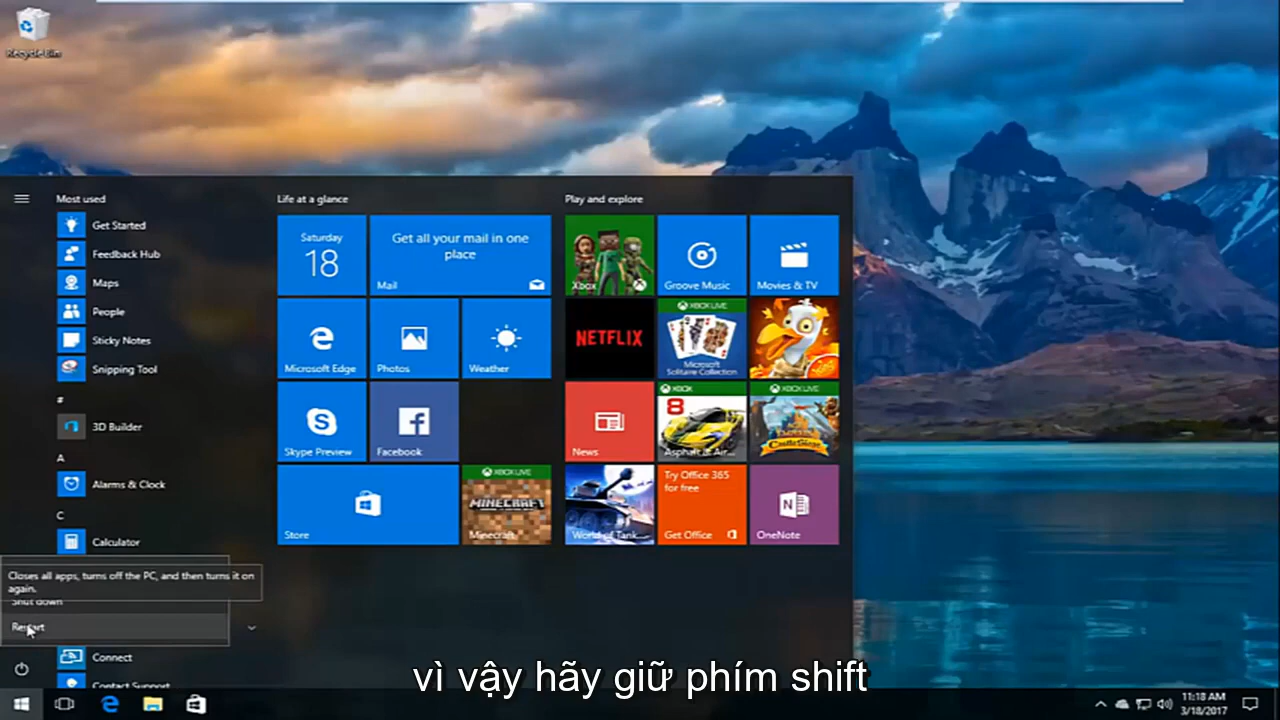 Recycle Bin
Most used
Get Started
Feedback Hub
Maps
People
Sticky Notes
Snipping Tool
#
3D Builder
A
Alarms & Clock
C
Calculator
Closes all apps, turns off the PC, and then turns it on
again.
Shut down
Restart
Connect
Contact Support
Life at a glance
Saturday
18
Get all your mail in one
place
Mail
Microsoft Edge
Photos
Weather
Skype Preview
Facebook
Store
XBOX LIVE
MINECRAFT
Minecraft
Play and explore
Xbox
Groove Music
Movies & TV
NETFLIX
XBOX LIVE
Microsoft
Solitaire Collection
News
XBOX
8
Asphalt 8: Air...
XBOX LIVE
CastleSiege
World of Tank...
Try Office 365
for free
Get Office
OneNote
vì vậy hãy giữ phím shift
11:18 AM
3/18/2017